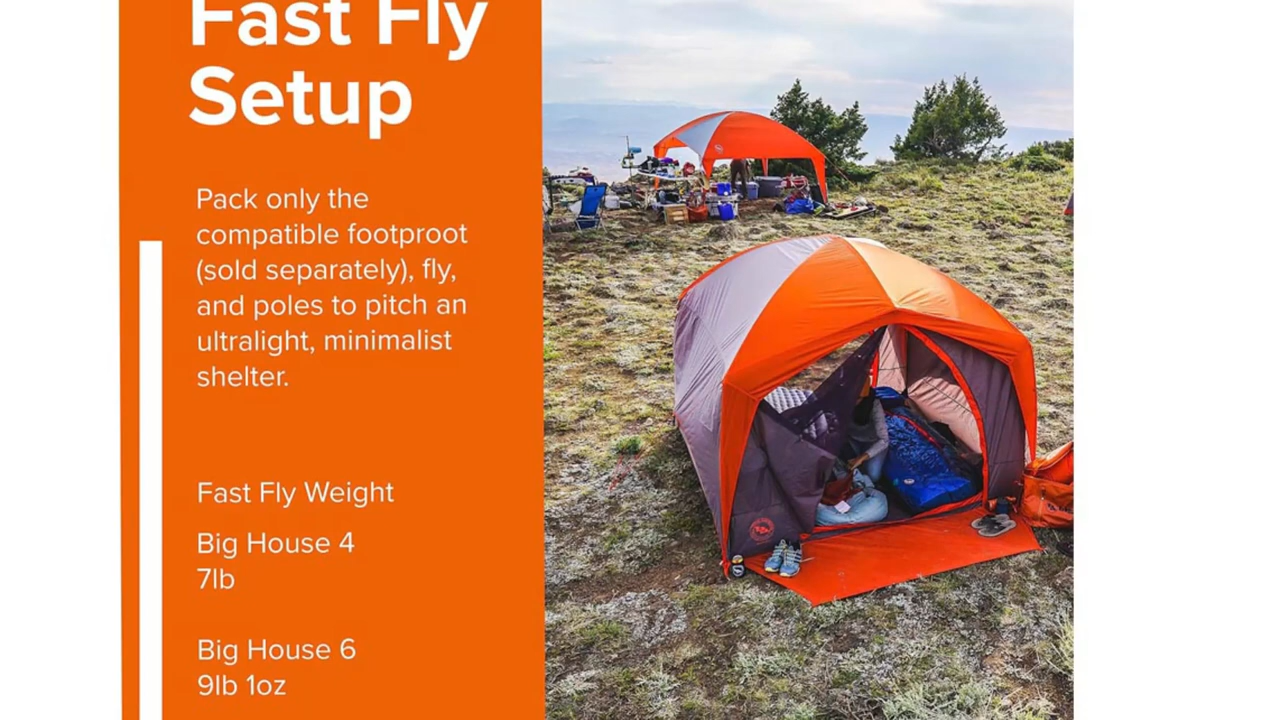 Fast Fly
Setup
Pack only the
compatible footproot
(sold separately), fly,
and poles to pitch an
ultralight, minimalist
shelter.
Fast Fly Weight
Big House 4
7lb
Big House 6
9lb 1oz